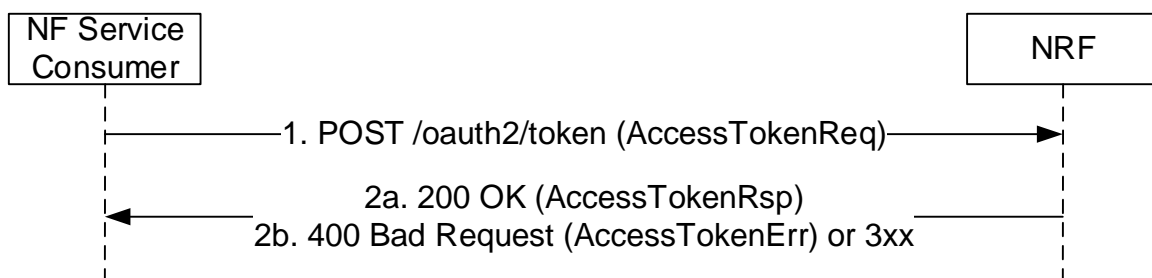 NF Service
Consumer
NRF
1. POST /oauth2/token (AccessTokenReq)
2a. 200 OK (AccessTokenRsp)
2b. 400 Bad Request (AccessTokenErr) or 3xx